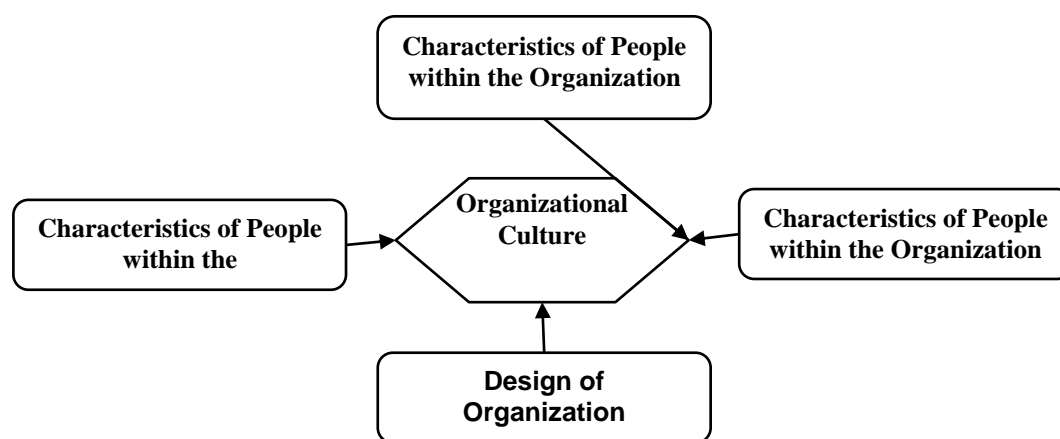 Characteristics of People
within the Organization
Organizational
Culture
Characteristics of People
within the
Characteristics of People
within the Organization
Design of
Organization